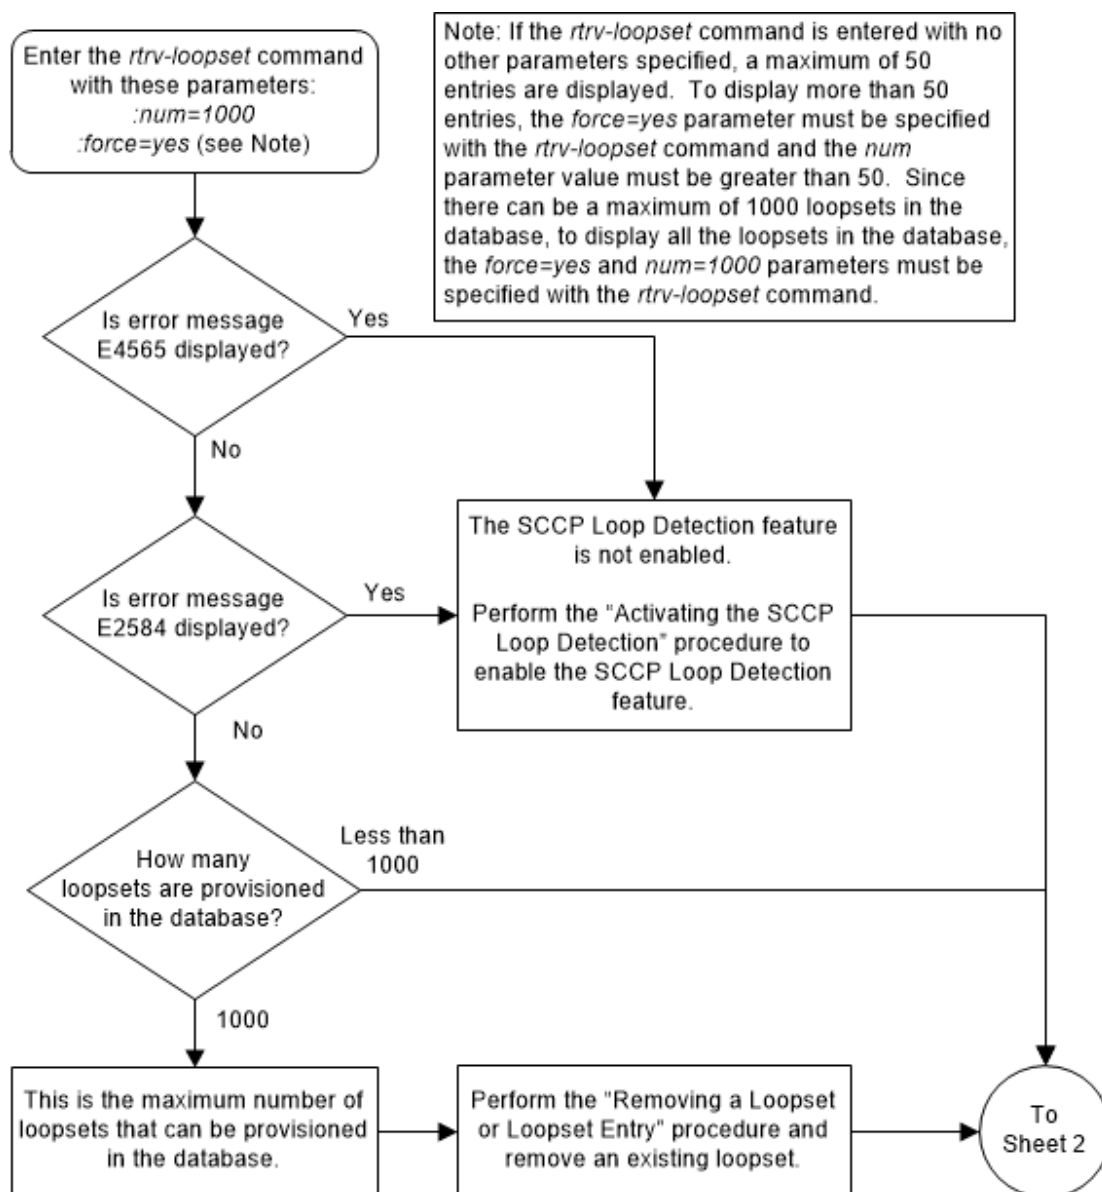 Enter the rtrv-loopset command
with these parameters:
:num=1000
:force=yes (see Note)
Note: If the rtrv-loopset command is entered with no
other parameters specified, a maximum of 50
entries are displayed. To display more than 50
entries, the force=yes parameter must be specified
with the rtrv-loopset command and the num
parameter value must be greater than 50. Since
there can be a maximum of 1000 loopsets in the
database, to display all the loopsets in the database,
the force=yes and num=1000 parameters must be
specified with the rtrv-loopset command.
Is error message
E4565 displayed?
Yes
No
Is error message
E2584 displayed?
Yes
No
The SCCP Loop Detection feature
is not enabled.
Perform the "Activating the SCCP
Loop Detection" procedure to
enable the SCCP Loop Detection
feature.
How many
loopsets are provisioned
in the database?
Less than
1000
1000
This is the maximum number of
loopsets that can be provisioned
in the database.
Perform the "Removing a Loopset
or Loopset Entry" procedure and
remove an existing loopset.
To
Sheet 2